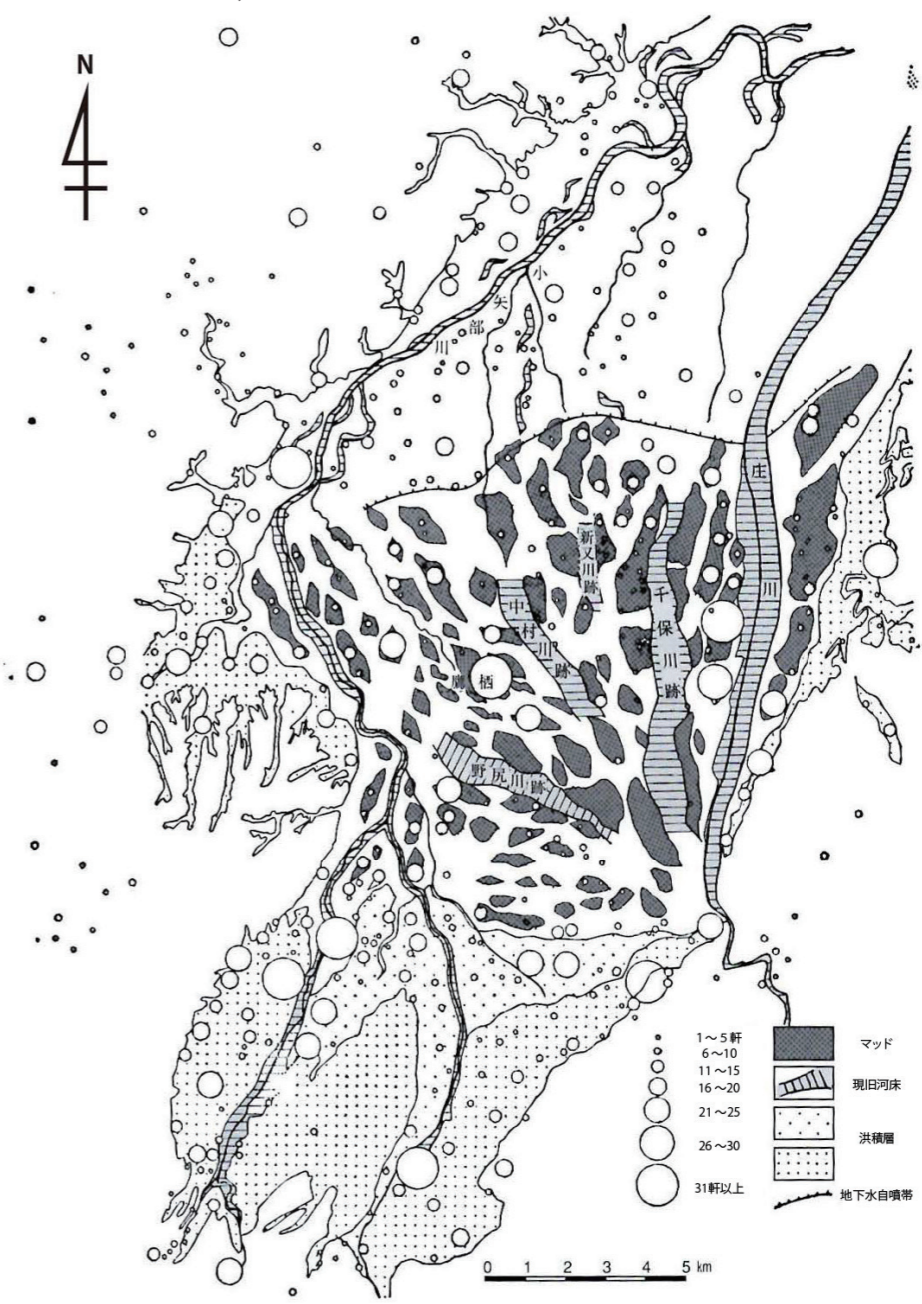 N
小
矢
部
川
庄
川
新又川跡
千
保
川
跡
中
村
川
跡
鷹栖
野尻川跡
1～5軒
6～10
11～15
16～20
21～25
26～30
31軒以上
マッド
現旧河床
洪積層
地下水自噴帯
0 1 2 3 4 5 km